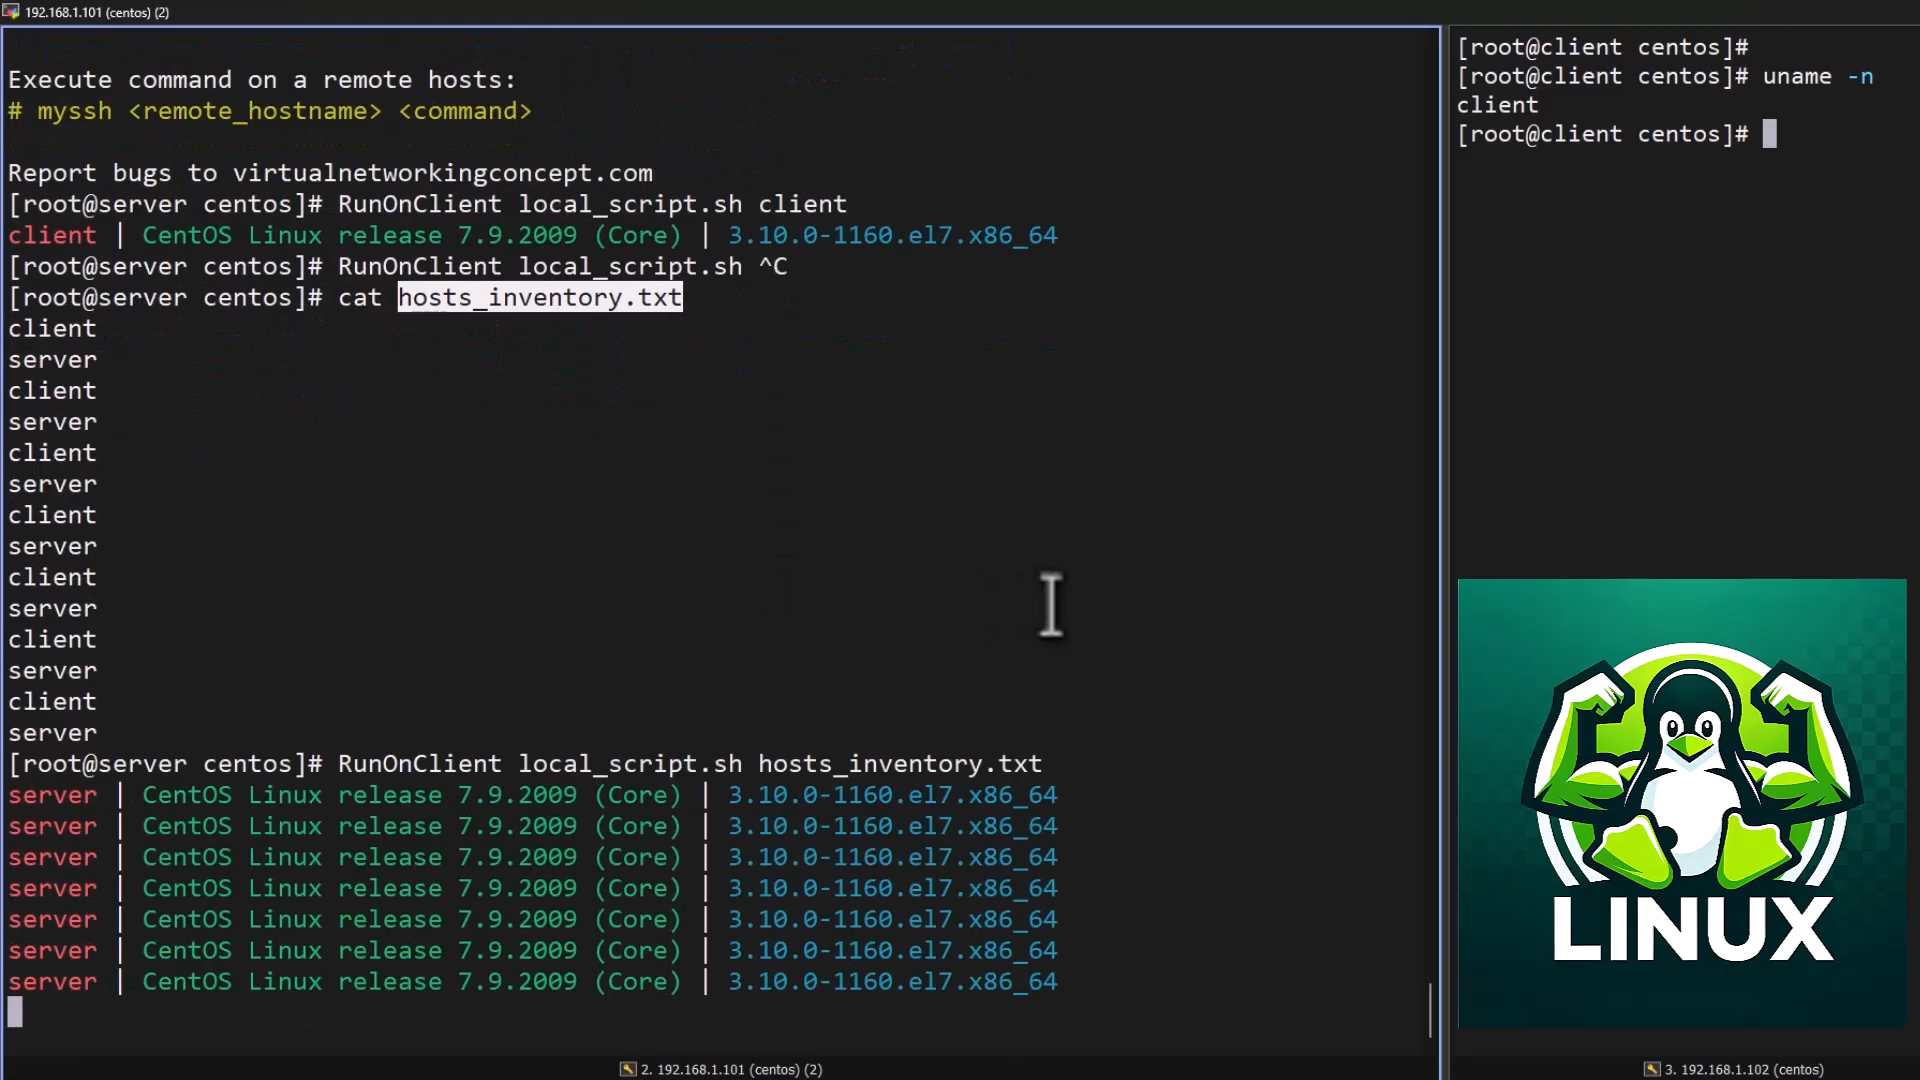 192.168.1.101 (centos) (2)
Execute command on a remote hosts:
# myssh <remote_hostname> <command>
Report bugs to virtualnetworkingconcept.com
[root@server centos]# RunOnClient local_script.sh client
client | CentOS Linux release 7.9.2009 (Core) | 3.10.0-1160.el7.x86_64
[root@server centos]# RunOnClient local_script.sh ^C
[root@server centos]# cat hosts_inventory.txt
client
server
client
server
client
server
client
server
client
server
client
server
client
server
[root@server centos]# RunOnClient local_script.sh hosts_inventory.txt
server | CentOS Linux release 7.9.2009 (Core) | 3.10.0-1160.el7.x86_64
server | CentOS Linux release 7.9.2009 (Core) | 3.10.0-1160.el7.x86_64
server | CentOS Linux release 7.9.2009 (Core) | 3.10.0-1160.el7.x86_64
server | CentOS Linux release 7.9.2009 (Core) | 3.10.0-1160.el7.x86_64
server | CentOS Linux release 7.9.2009 (Core) | 3.10.0-1160.el7.x86_64
server | CentOS Linux release 7.9.2009 (Core) | 3.10.0-1160.el7.x86_64
server | CentOS Linux release 7.9.2009 (Core) | 3.10.0-1160.el7.x86_64
2. 192.168.1.101 (centos) (2)
[root@client centos]#
[root@client centos]# uname -n
client
[root@client centos]#
LINUX
3. 192.168.1.102 (centos)